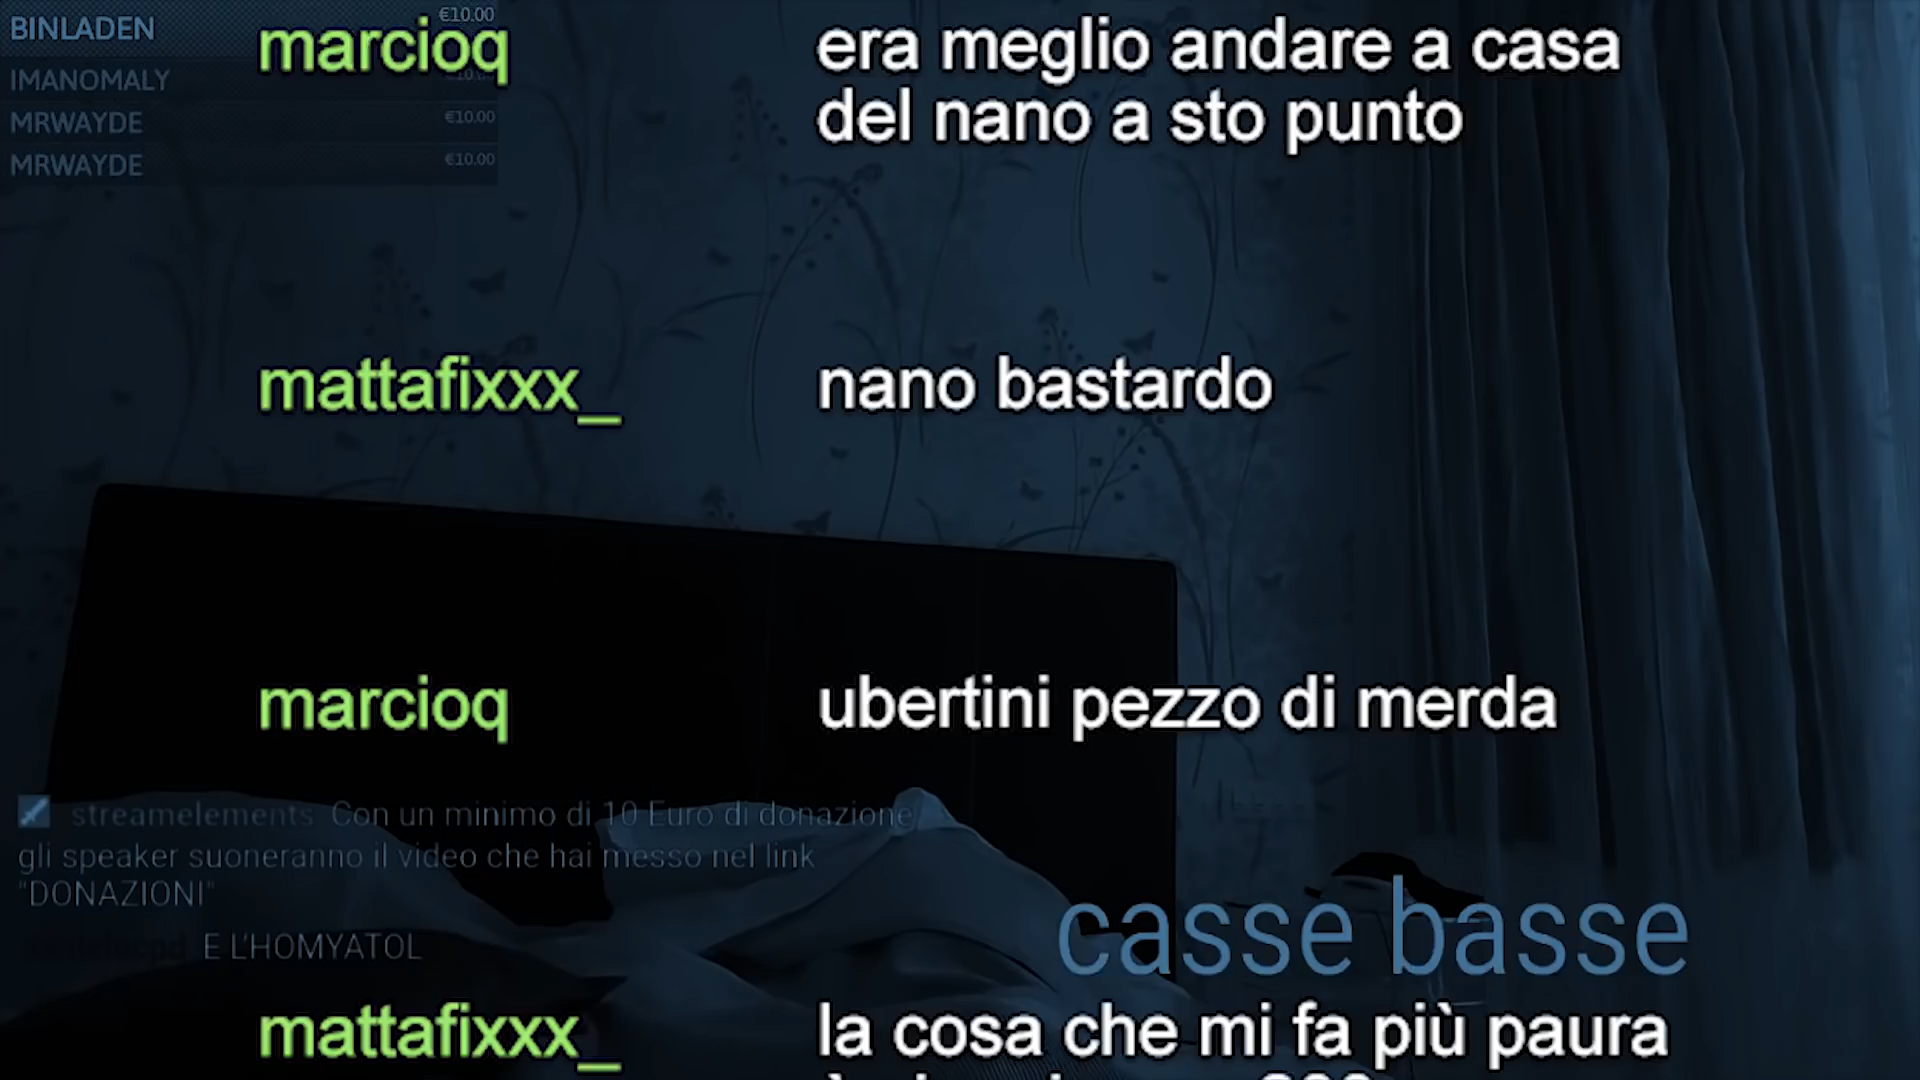 BINLADEN €10.00
IMANOMALY €10.00
MRWAYDE €10.00
MRWAYDE €10.00
marcioq era meglio andare a casa
del nano a sto punto
mattafixxx_ nano bastardo
marcioq ubertini pezzo di merda
streamelements Con un minimo di 10 Euro di donazione
gli speaker suoneranno il video che hai messo nel link
"DONAZIONI"
E L'HOMYATOL
casse basse
mattafixxx_ la cosa che mi fa più paura